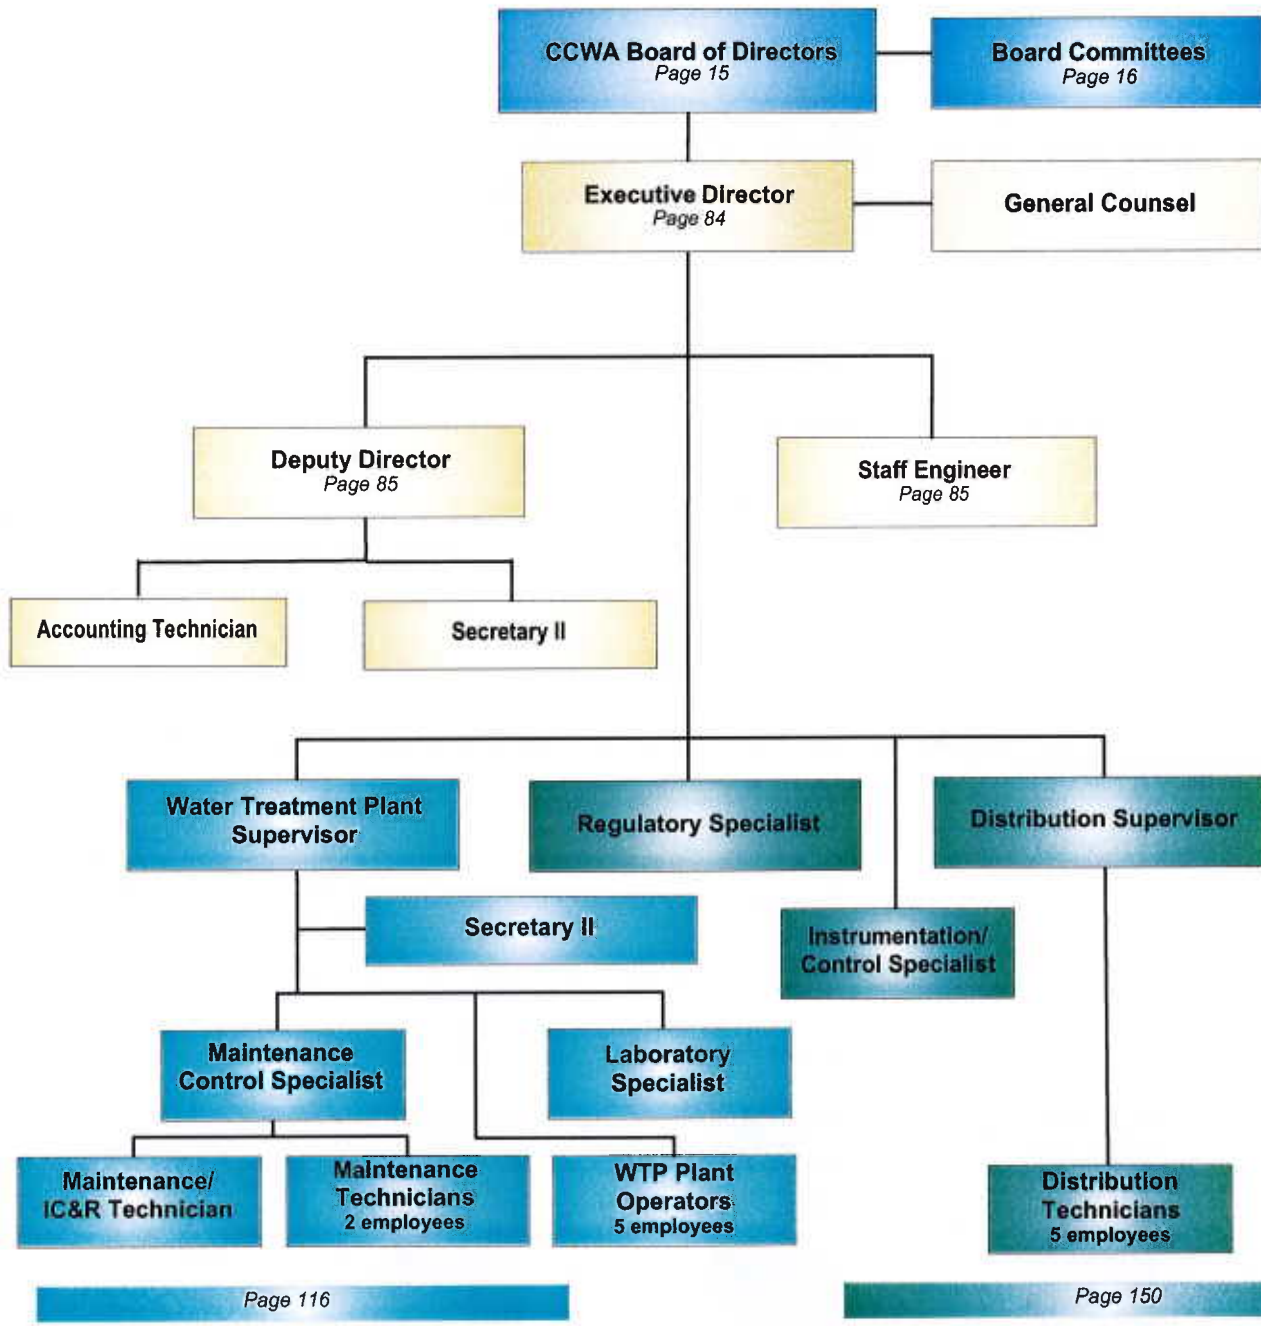 CCWA Board of Directors
Page 15
Board Committees
Page 16
Executive Director
Page 84
General Counsel
Deputy Director
Page 85
Staff Engineer
Page 85
Accounting Technician
Secretary II
Water Treatment Plant
Supervisor
Regulatory Specialist
Distribution Supervisor
Secretary II
Instrumentation/
Control Specialist
Maintenance
Control Specialist
Laboratory
Specialist
Maintenance/
IC&R Technician
Maintenance
Technicians
2 employees
WTP Plant
Operators
5 employees
Distribution
Technicians
5 employees
Page 116
Page 150